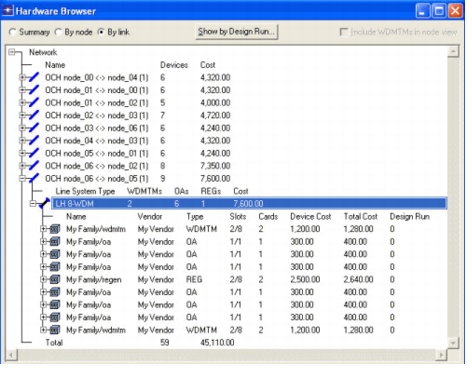 Hardware Browser
Summary By node By link Show by Design Run... Include WDMTMs in node view
Network
Name Devices Cost
OCH node_00 <-> node_04 (1) 6 4,320.00
OCH node_01 <-> node_00 (1) 6 4,320.00
OCH node_01 <-> node_02 (1) 5 4,000.00
OCH node_02 <-> node_03 (1) 7 4,720.00
OCH node_03 <-> node_06 (1) 6 4,240.00
OCH node_04 <-> node_03 (1) 6 4,320.00
OCH node_05 <-> node_01 (1) 6 4,240.00
OCH node_06 <-> node_02 (1) 8 7,350.00
OCH_node_06 <-> node_05 (1) 9 7,600.00
Line System Type WDMTMs OAs REGs Cost
LH 8-WDM 2 6 1 7,600.00
Name Vendor Type Slots Cards Device Cost Total Cost Design Run
My Family/wdmtm My Vendor WDMTM 2/8 2 1,200.00 1,280.00 0
My Family/oa My Vendor OA 1/1 1 300.00 400.00 0
My Family/oa My Vendor OA 1/1 1 300.00 400.00 0
My Family/oa My Vendor OA 1/1 1 300.00 400.00 0
My Family/regen My Vendor REG 2/8 2 2,500.00 2,640.00 0
My Family/oa My Vendor OA 1/1 1 300.00 400.00 0
My Family/oa My Vendor OA 1/1 1 300.00 400.00 0
My Family/oa My Vendor OA 1/1 1 300.00 400.00 0
My Family/wdmtm My Vendor WDMTM 2/8 2 1,200.00 1,280.00 0
Total 59 45,110.00